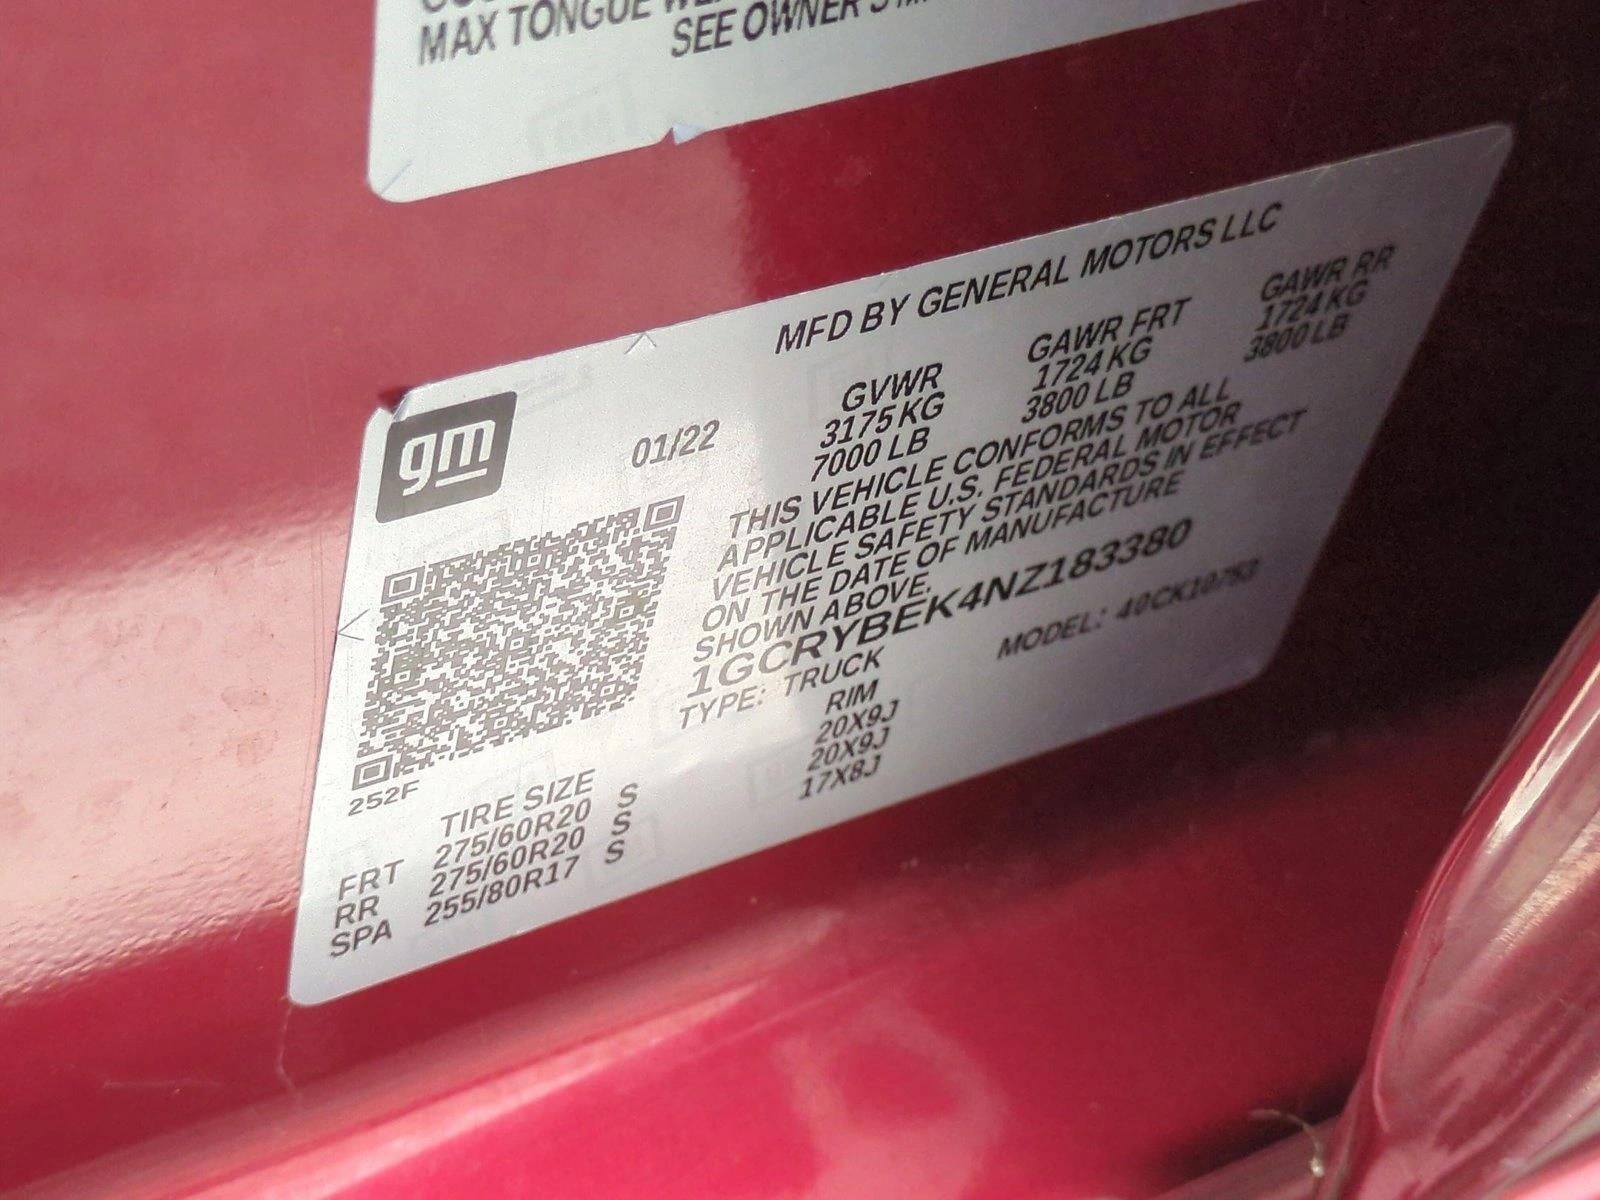 MAX TONGUE
SEE OWNER'S
MFD BY GENERAL MOTORS LLC
gm
01/22
GVWR GAWR FRT GAWR RR
3175 KG 1724 KG 1724 KG
7000 LB 3800 LB 3800 LB
THIS VEHICLE CONFORMS TO ALL
APPLICABLE U.S. FEDERAL MOTOR
VEHICLE SAFETY STANDARDS IN EFFECT
ON THE DATE OF MANUFACTURE
SHOWN ABOVE.
1GCRYBEK4NZ183380
TYPE: TRUCK MODEL: 40CK10753
252F
TIRE SIZE RIM
FRT 275/60R20 S 20X9J
RR 275/60R20 S 20X9J
SPA 255/80R17 S 17X8J